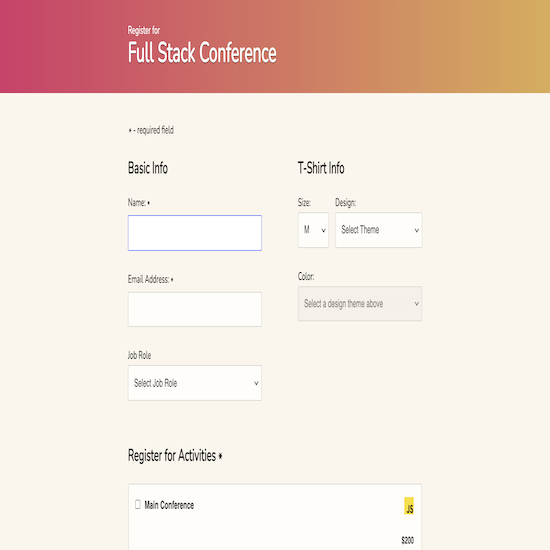 Register for
Full Stack Conference
* - required field
Basic Info
Name: *
Email Address: *
Job Role
Select Job Role
T-Shirt Info
Size:
M
Design:
Select Theme
Color:
Select a design theme above
Register for Activities *
Main Conference
JS
$200